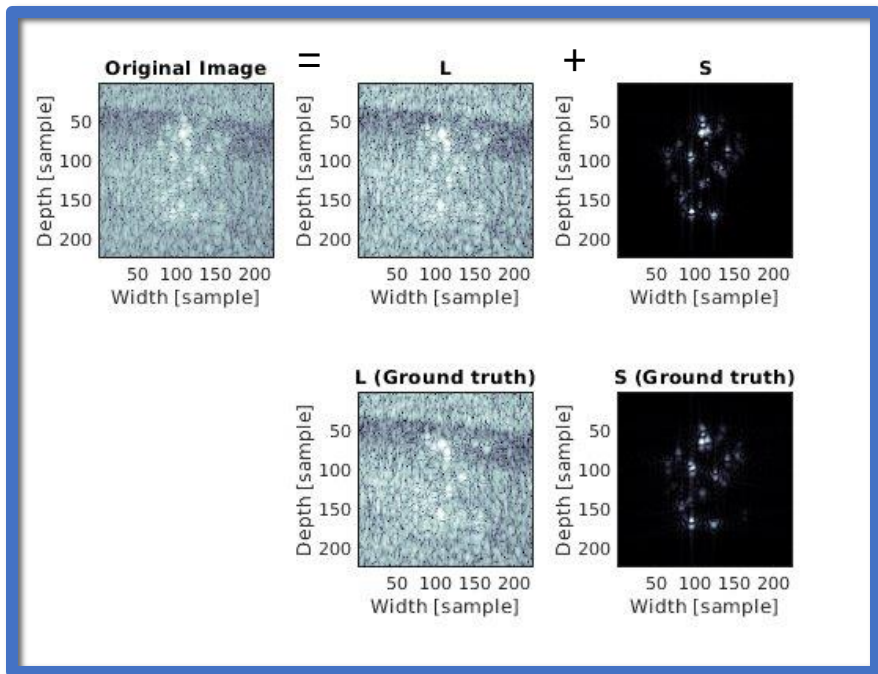 =
+
Original Image
L
S
Depth [sample]
50
100
150
200
50 100 150 200
Width [sample]
Depth [sample]
50
100
150
200
50 100 150 200
Width [sample]
Depth [sample]
50
100
150
200
50 100 150 200
Width [sample]
L (Ground truth)
S (Ground truth)
Depth [sample]
50
100
150
200
50 100 150 200
Width [sample]
Depth [sample]
50
100
150
200
50 100 150 200
Width [sample]